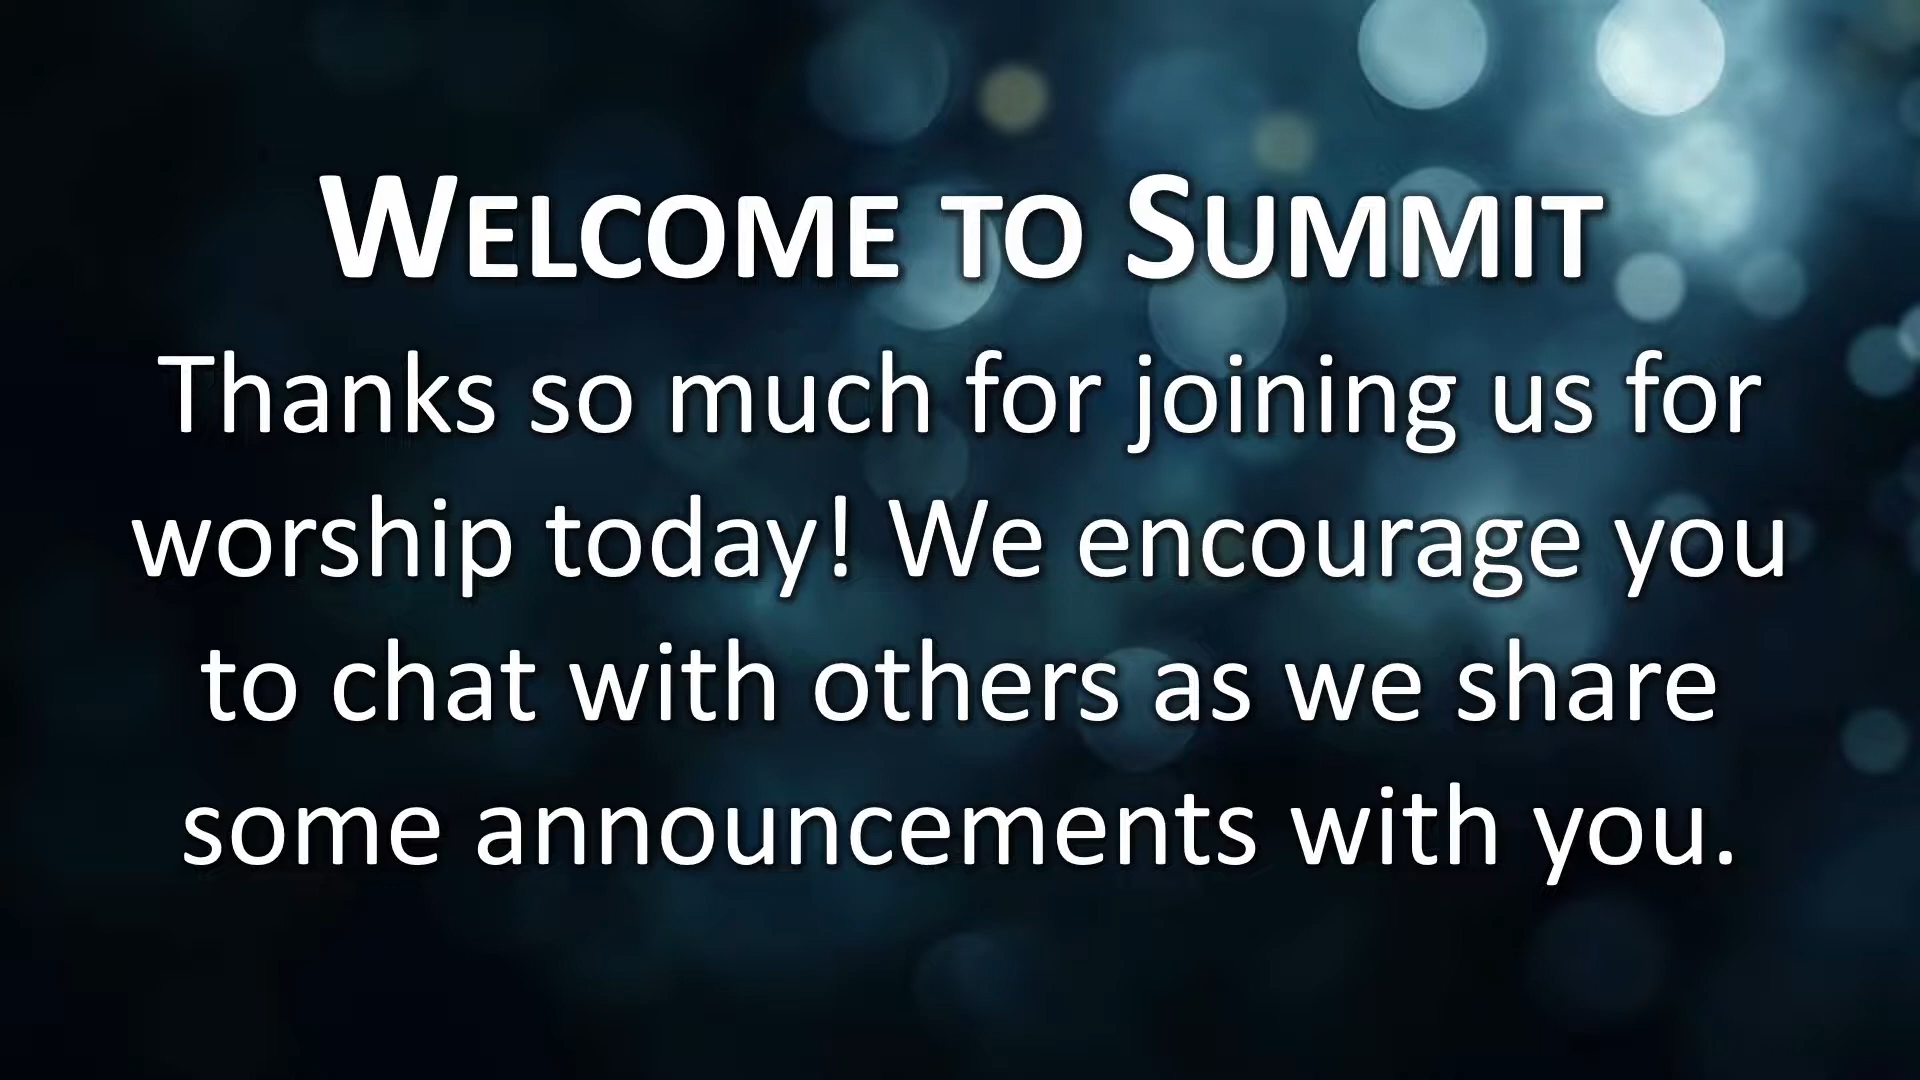 WELCOME TO SUMMIT
Thanks so much for joining us for
worship today! We encourage you
to chat with others as we share
some announcements with you.